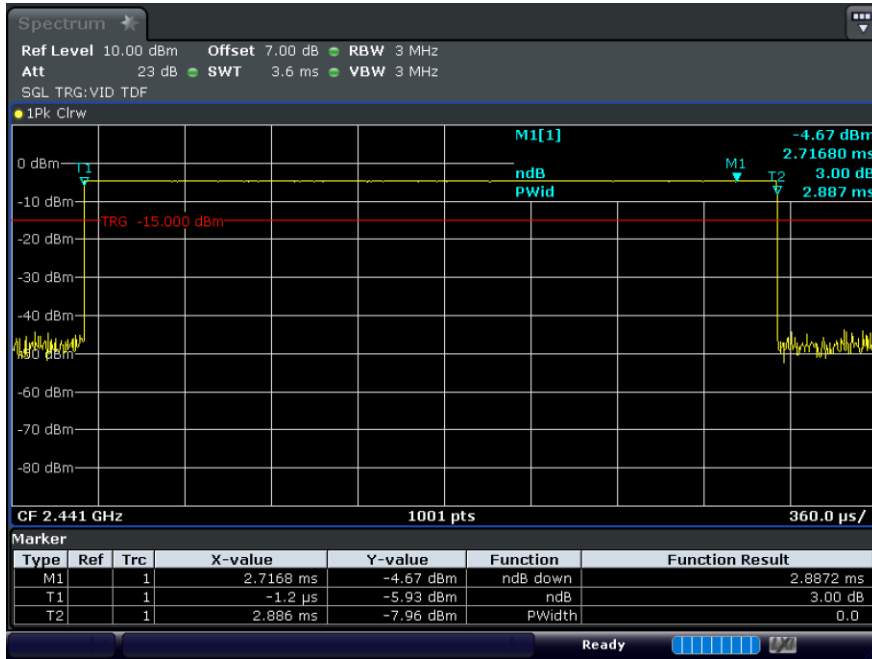 Spectrum
Ref Level 10.00 dBm Offset 7.00 dB RBW 3 MHz
Att 23 dB SWT 3.6 ms VBW 3 MHz
SGL TRG:VID TDF
1Pk Clrw
M1[1] -4.67 dBm
2.71680 ms
0 dBm
T1
M1
ndB 3.00 dB
T2
PWid 2.887 ms
-10 dBm
TRG -15.000 dBm
-20 dBm
-30 dBm
-40 dBm
-50 dBm
-60 dBm
-70 dBm
-80 dBm
CF 2.441 GHz 1001 pts 360.0 µs/
Marker
Type Ref Trc X-value Y-value Function Function Result
M1 1 2.7168 ms -4.67 dBm ndB down 2.8872 ms
T1 1 -1.2 µs -5.93 dBm ndB 3.00 dB
T2 1 2.886 ms -7.96 dBm PWidth 0.0
Ready